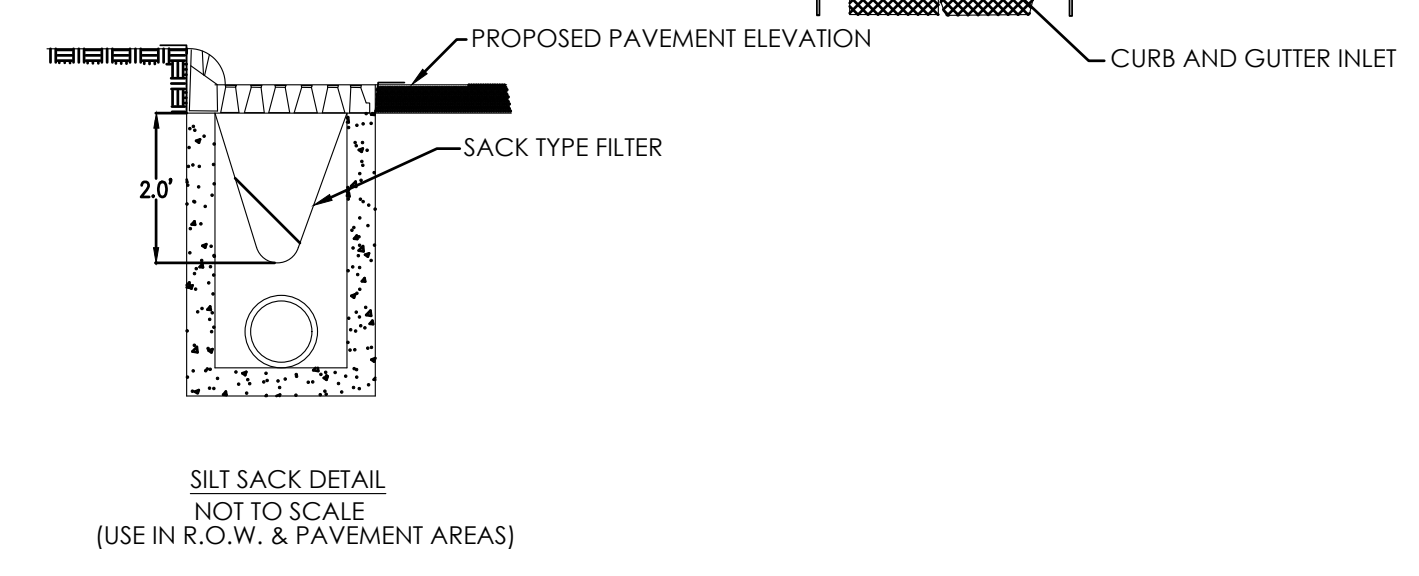 PROPOSED PAVEMENT ELEVATION
CURB AND GUTTER INLET
SACK TYPE FILTER
2.0'
SILT SACK DETAIL
NOT TO SCALE
(USE IN R.O.W. & PAVEMENT AREAS)